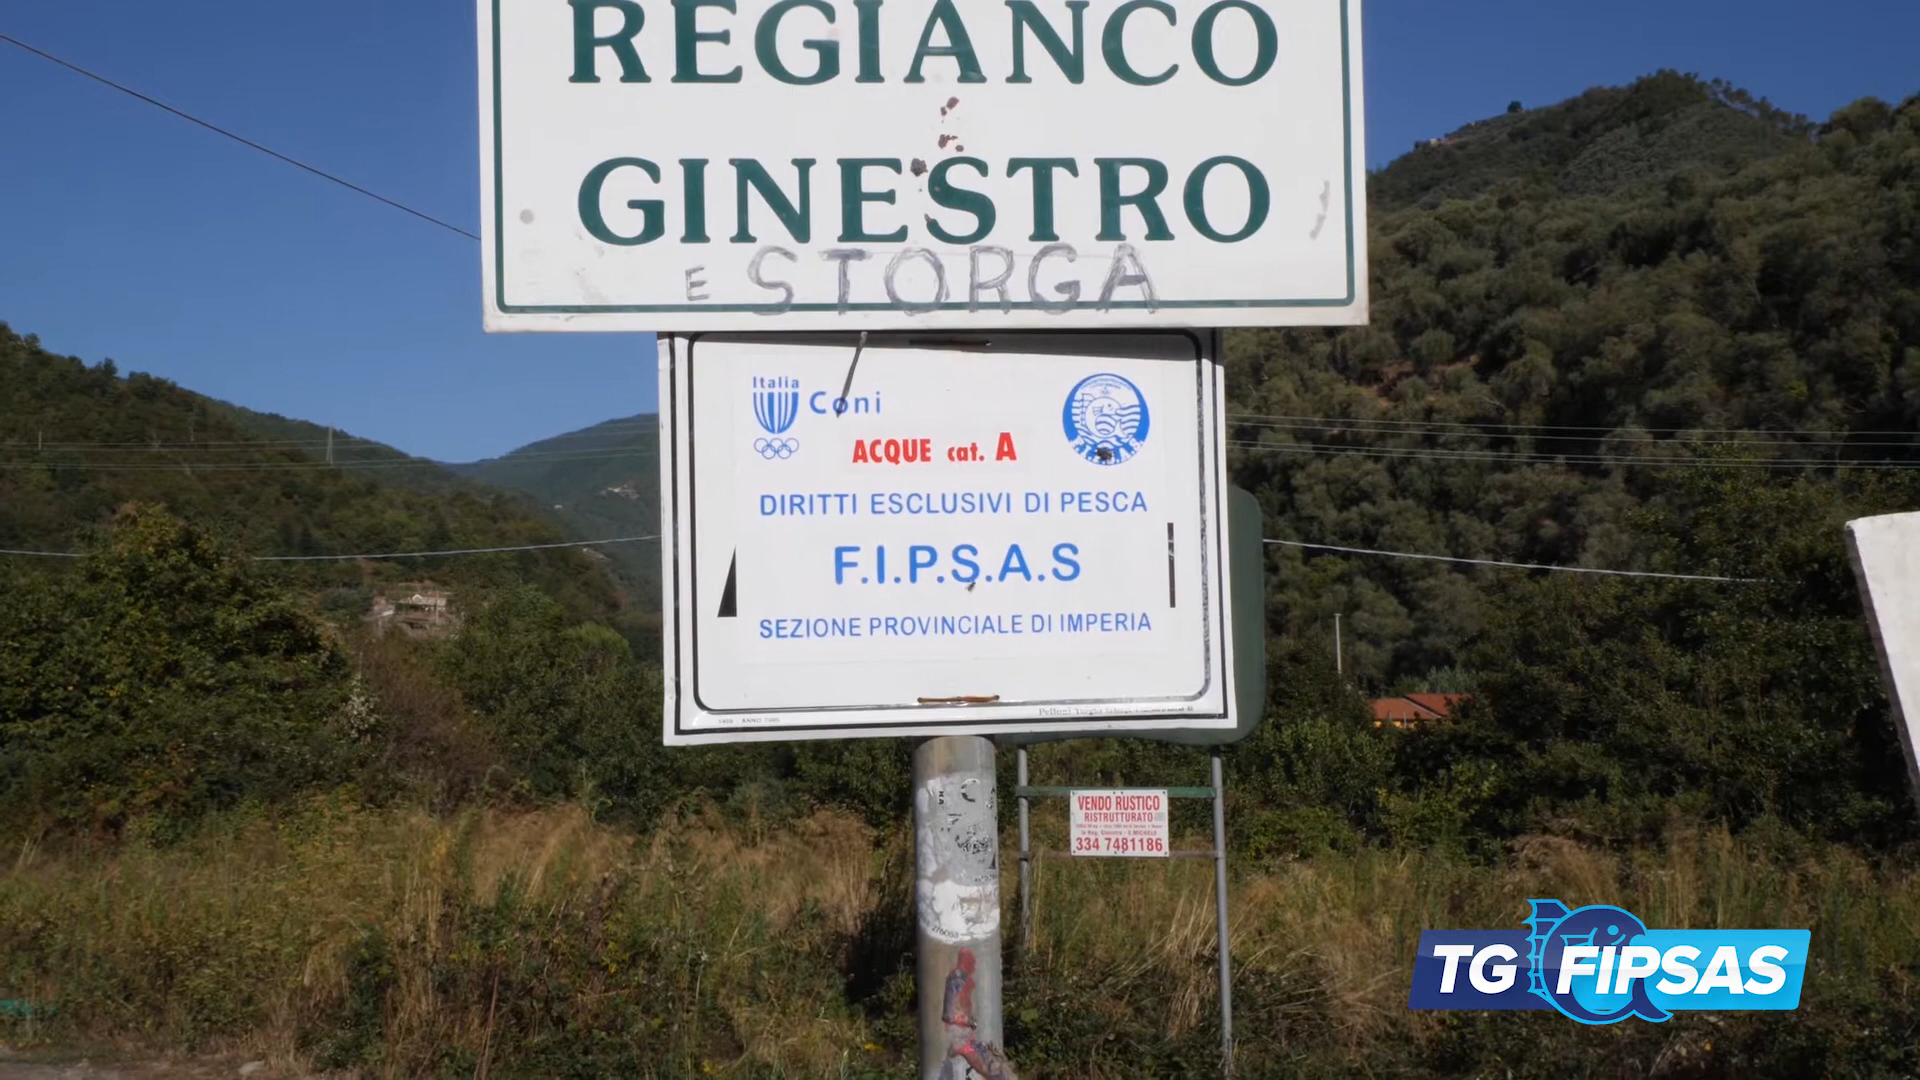 REGIANCO
GINESTRO
E STORGA
Italia
Coni
ACQUE cat. A
DIRITTI ESCLUSIVI DI PESCA
F.I.P.S.A.S
SEZIONE PROVINCIALE DI IMPERIA
VENDO RUSTICO
RISTRUTTURATO
334 7481186
TG FIPSAS